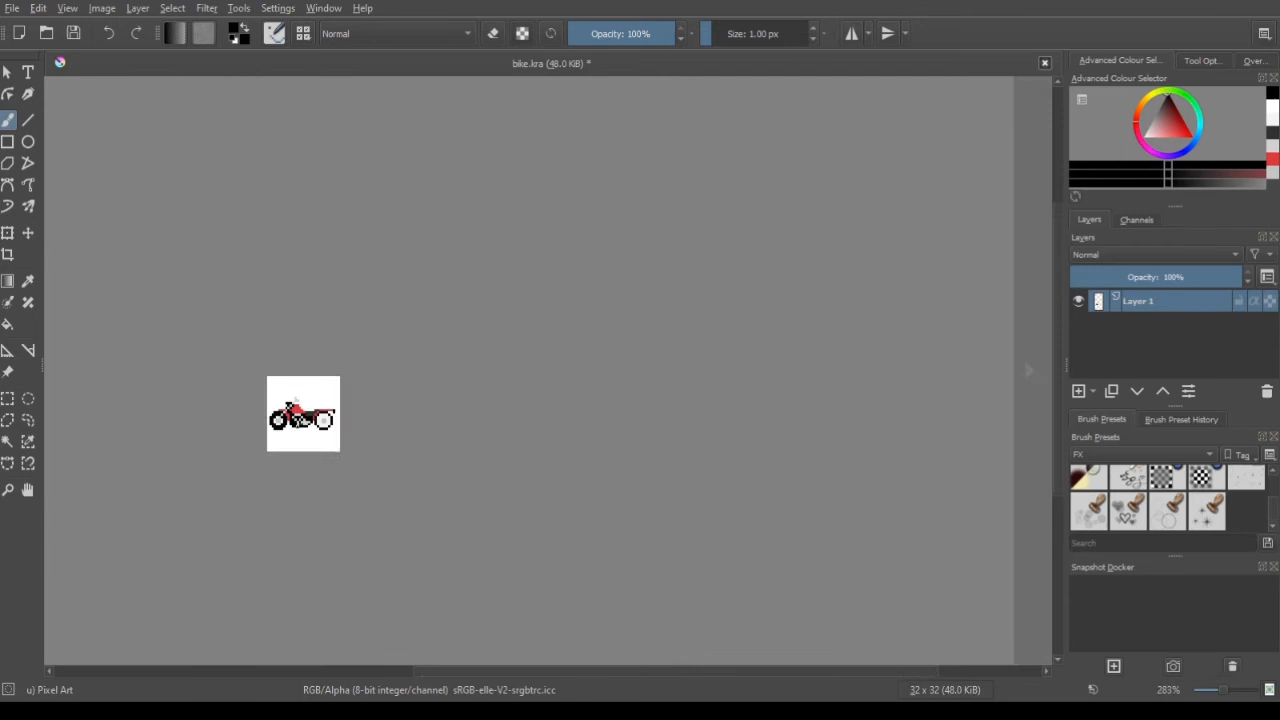 File Edit View Image Layer Select Filter Tools Settings Window Help
Normal Opacity: 100% Size: 1.00 px
bike.kra (48.0 KiB) *
Advanced Colour Sel... Tool Opt... Over...
Advanced Colour Selector
Layers Channels
Layers
Normal
Opacity: 100%
Layer 1
Brush Presets Brush Preset History
Brush Presets
FX Tag
Search
Snapshot Docker
u) Pixel Art RGB/Alpha (8-bit integer/channel) sRGB-elle-V2-srgbtrc.icc 32 x 32 (48.0 KiB) 283%